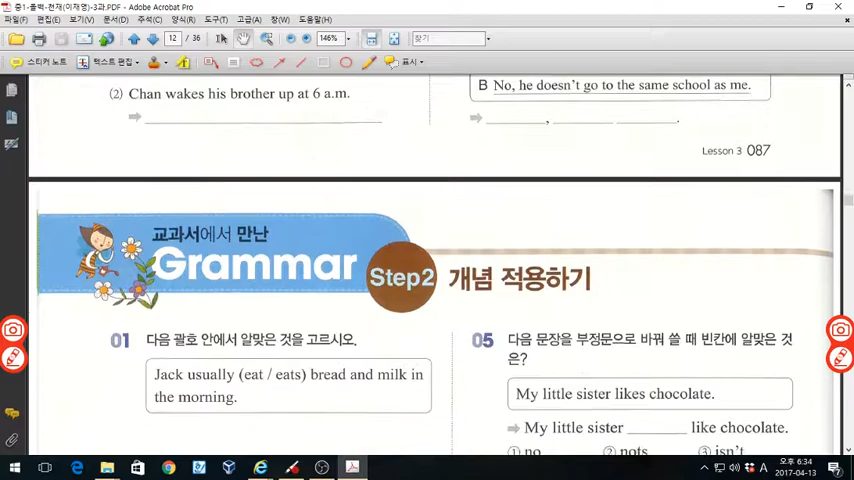 중1-풀백-천재(이재영)-3과.PDF - Adobe Acrobat Pro
파일(F) 편집(E) 보기(V) 문서(D) 주석(C) 양식(R) 도구(T) 고급(A) 창(W) 도움말(H)
12 / 36 146% 찾기
스티커 노트 텍스트 편집 표시
(2) Chan wakes his brother up at 6 a.m.
B No, he doesn't go to the same school as me.
Lesson 3 087
교과서에서 만난
Grammar
Step2 개념 적용하기
01 다음 괄호 안에서 알맞은 것을 고르시오.
Jack usually (eat / eats) bread and milk in
the morning.
05 다음 문장을 부정문으로 바꿔 쓸 때 빈칸에 알맞은 것
은?
My little sister likes chocolate.
⇨ My little sister ________ like chocolate.
① no ② nots ③ isn't
A 오후 6:34
2017-04-13